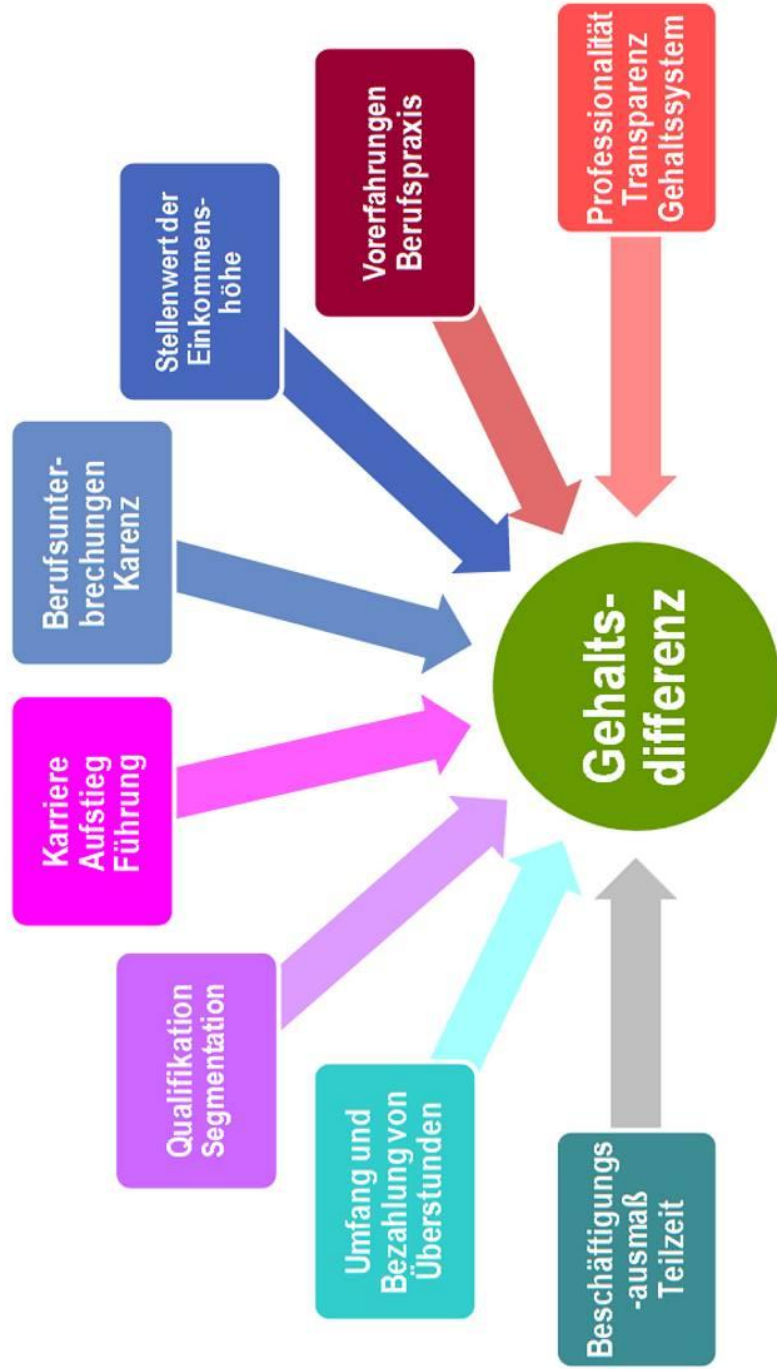 Beschäftigungs
-ausmaß
Teilzeit
Umfang und
Bezahlung von
Überstunden
Qualifikation
Segmentation
Karriere
Aufstieg
Führung
Berufsunter-
brechungen
Karenz
Stellenwert der
Einkommens-
höhe
Vorerfahrungen
Berufspraxis
Professionalität
Transparenz
Gehaltssystem
Gehalts-
differenz